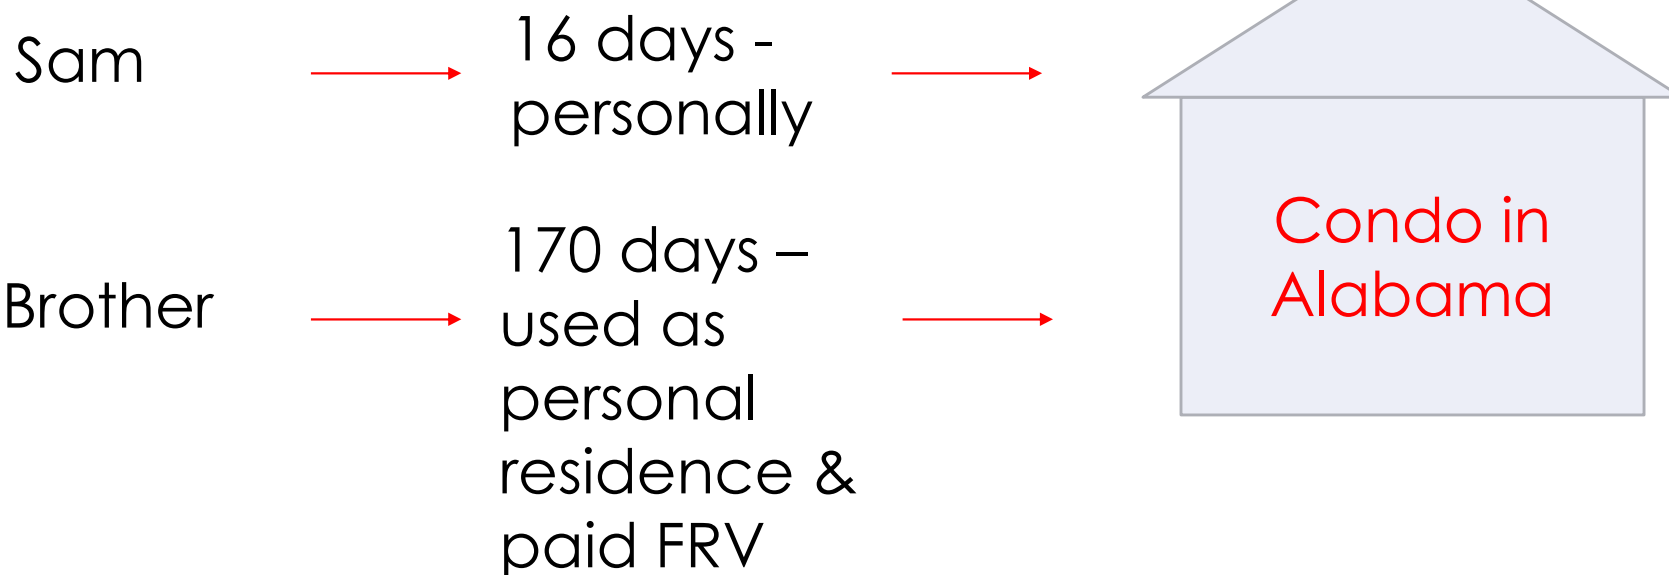 Sam
16 days -
personally
Brother
170 days –
used as
personal
residence &
paid FRV
Condo in
Alabama